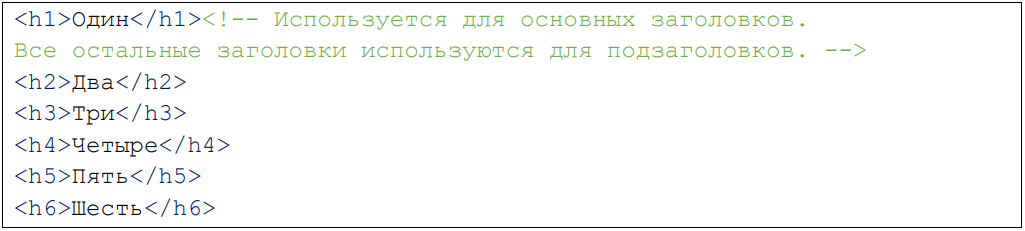 <h1>Один</h1><!-- Используется для основных заголовков.
Все остальные заголовки используются для подзаголовков. -->
<h2>Два</h2>
<h3>Три</h3>
<h4>Четыре</h4>
<h5>Пять</h5>
<h6>Шесть</h6>